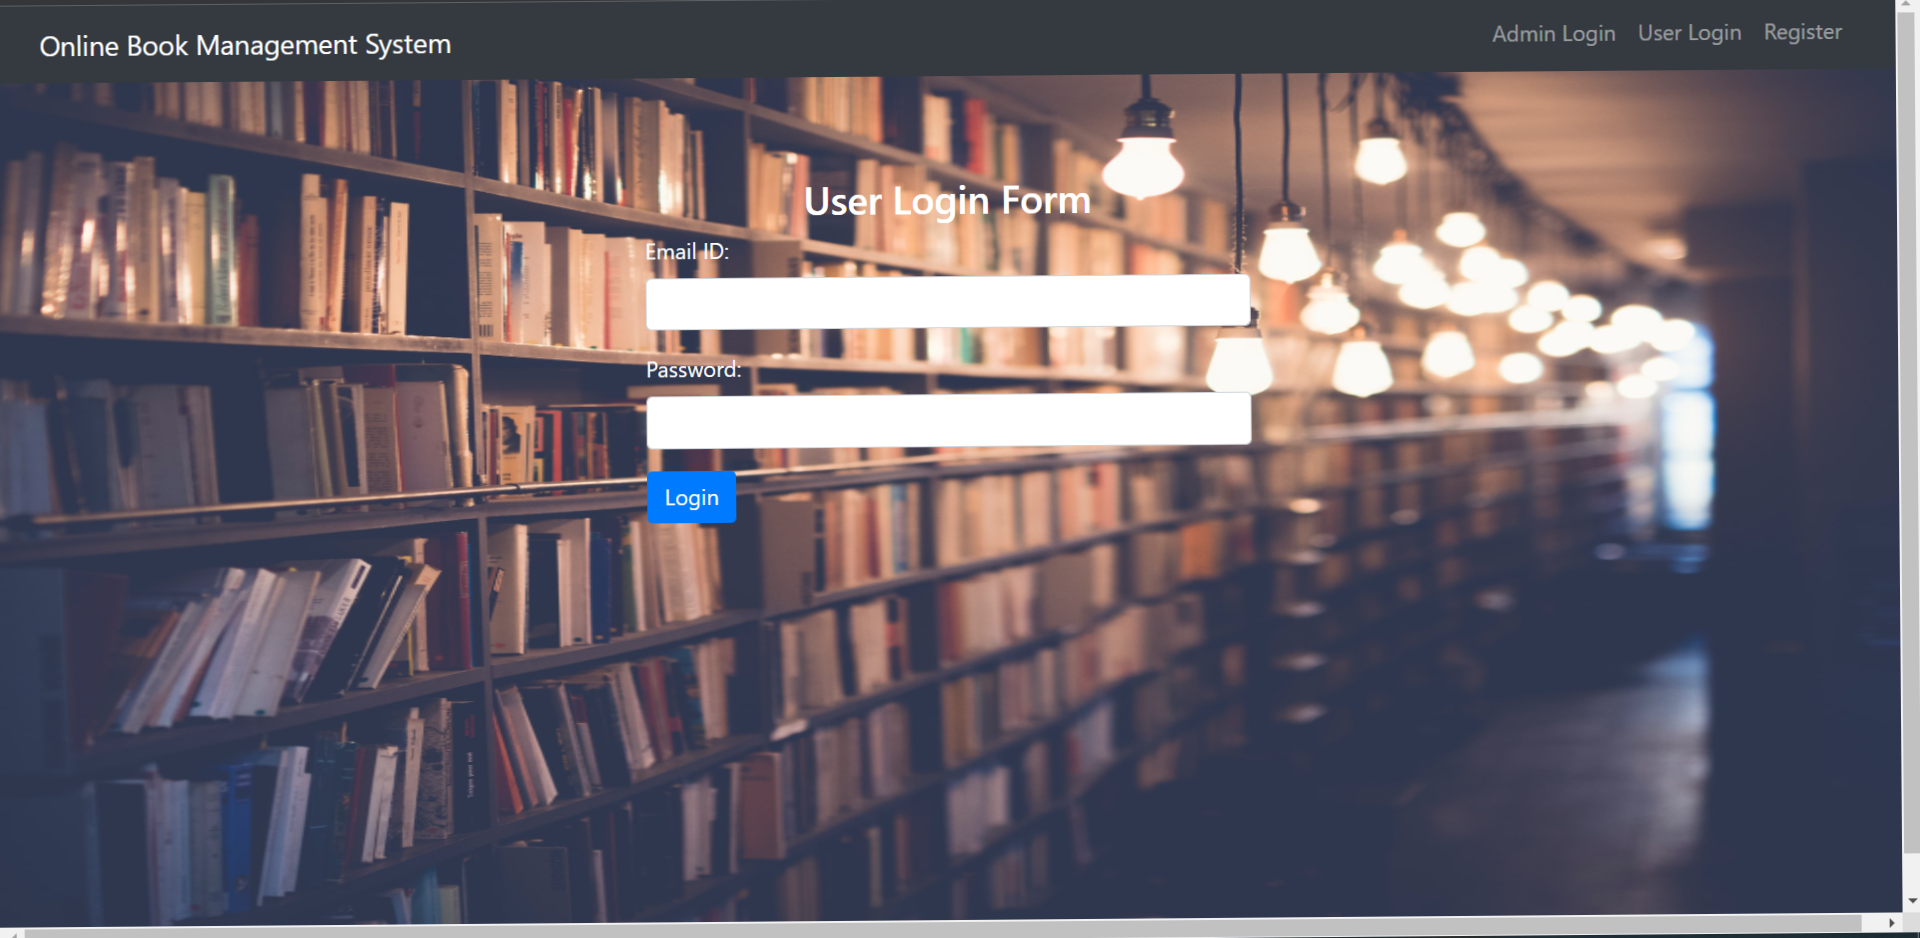 Online Book Management System
Admin Login User Login Register
User Login Form
Email ID:
Password:
Login